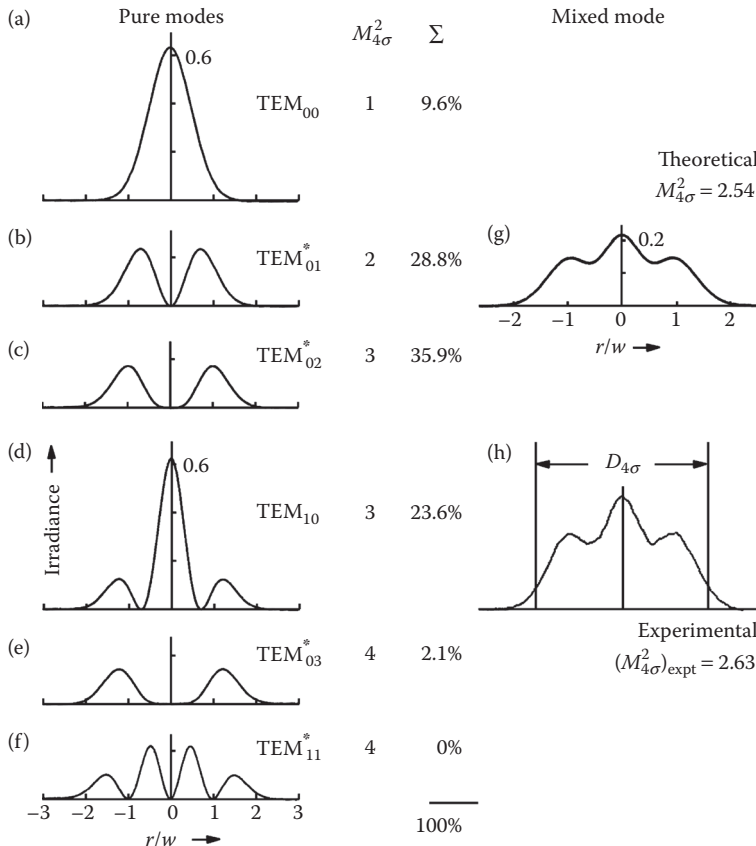 Pure modes
Mixed mode
M²4σ
Σ
(a)
0.6
TEM00
1
9.6%
Theoretical
M²4σ = 2.54
(b)
TEM*01
2
28.8%
(g)
0.2
−2 −1 0 1 2
r/w
(c)
TEM*02
3
35.9%
(d)
Irradiance
0.6
TEM10
3
23.6%
(h)
D4σ
Experimental
(M²4σ)expt = 2.63
(e)
TEM*03
4
2.1%
(f)
TEM*11
4
0%
−3 −2 −1 0 1 2 3
r/w
100%